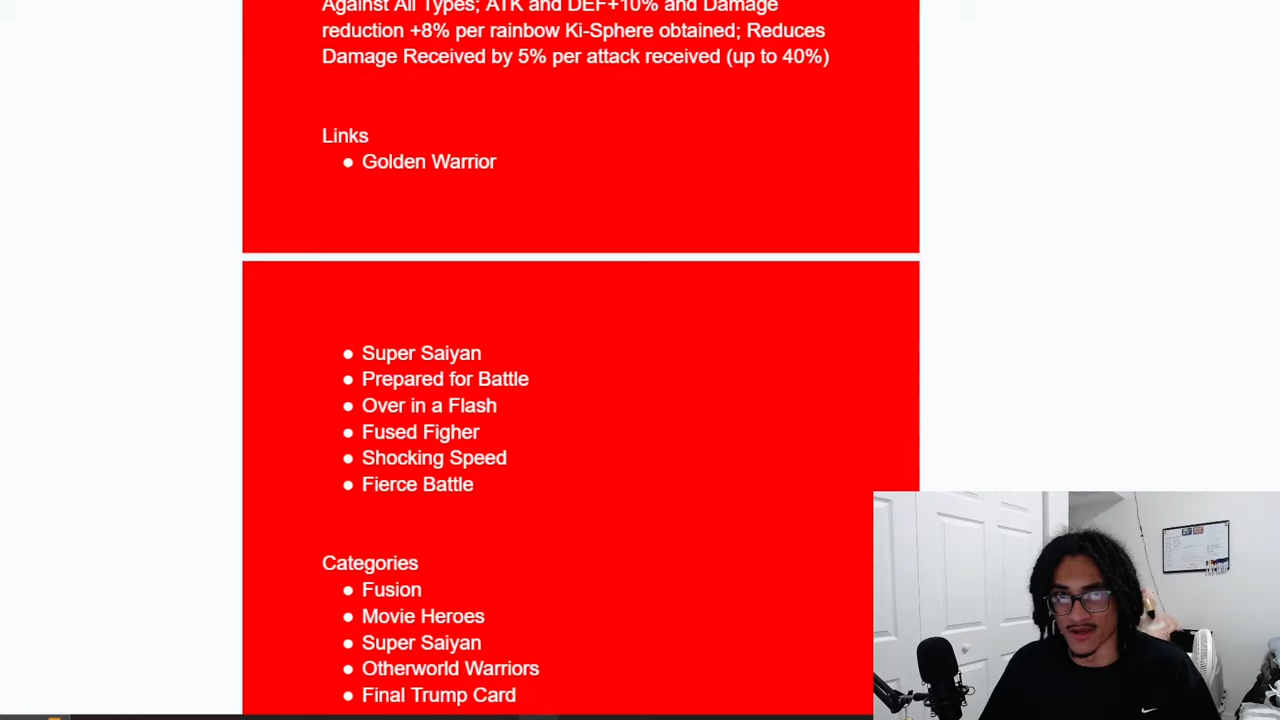 Against All Types; ATK and DEF+10% and Damage
reduction +8% per rainbow Ki-Sphere obtained; Reduces
Damage Received by 5% per attack received (up to 40%)
Links
● Golden Warrior
● Super Saiyan
● Prepared for Battle
● Over in a Flash
● Fused Figher
● Shocking Speed
● Fierce Battle
Categories
● Fusion
● Movie Heroes
● Super Saiyan
● Otherworld Warriors
● Final Trump Card